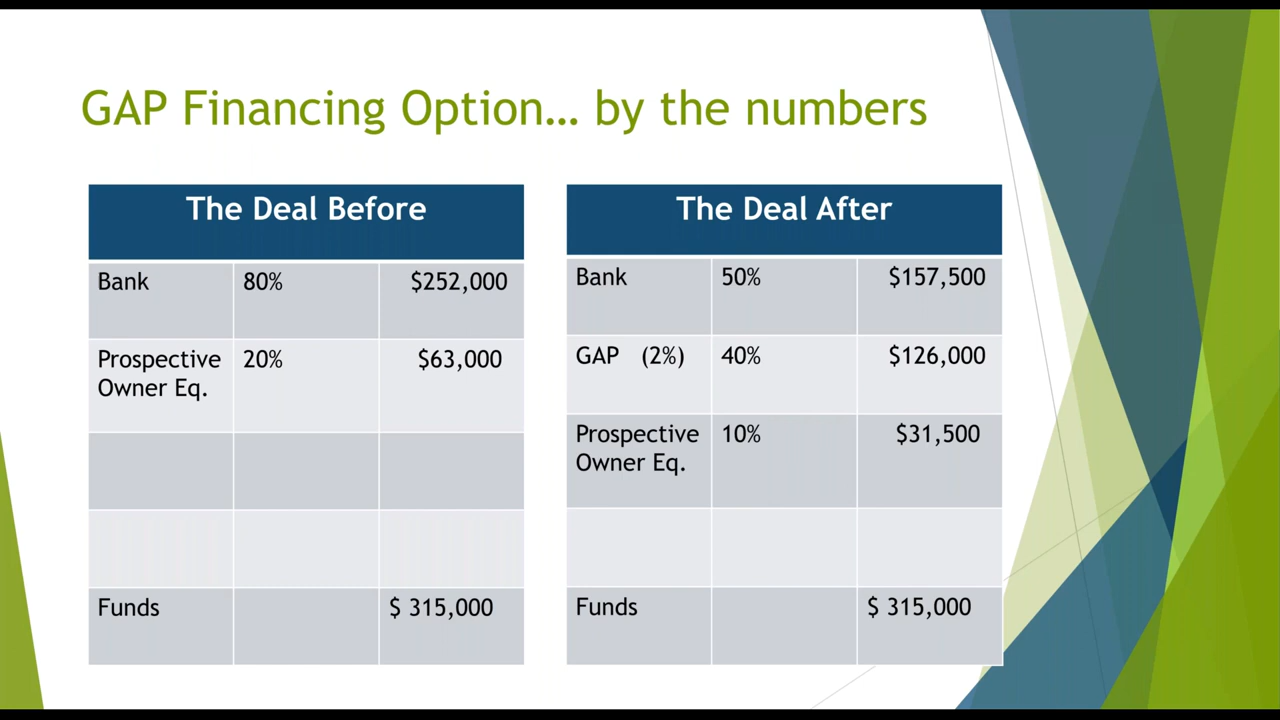 GAP Financing Option... by the numbers
The Deal Before
Bank 80% $252,000
Prospective 20% $63,000
Owner Eq.
Funds $ 315,000
The Deal After
Bank 50% $157,500
GAP (2%) 40% $126,000
Prospective 10% $31,500
Owner Eq.
Funds $ 315,000